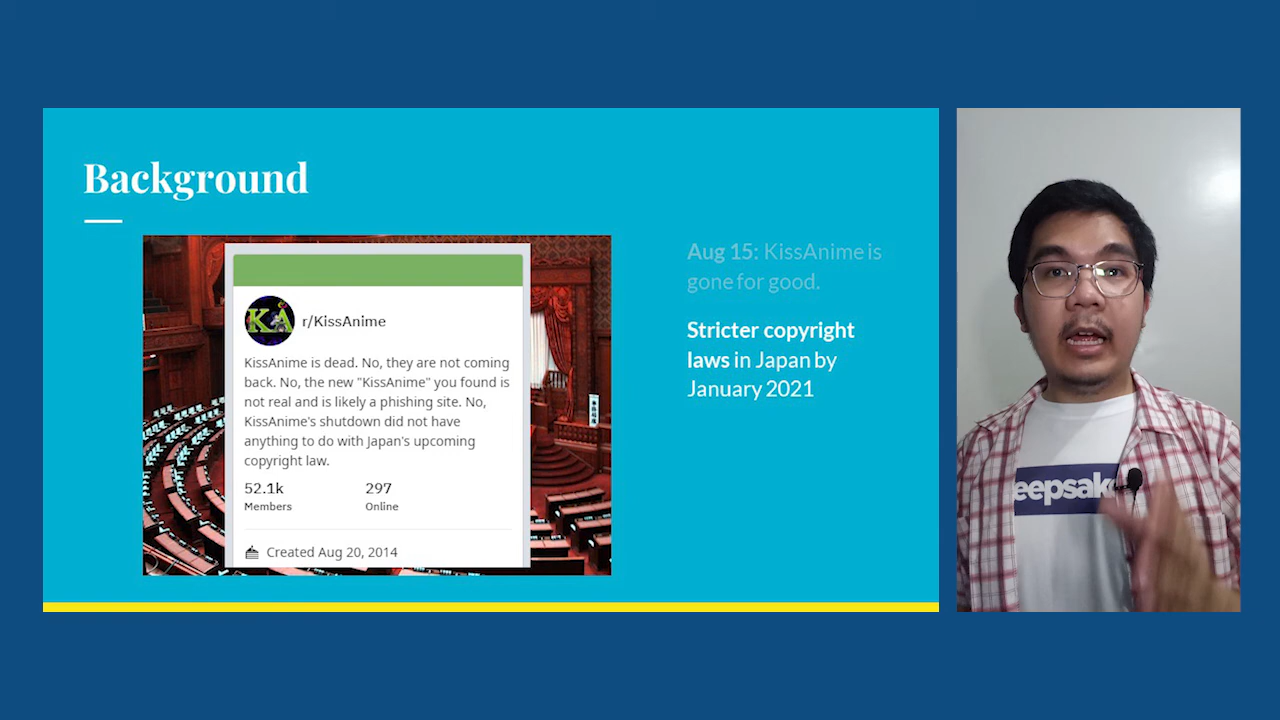 Background
Aug 15: KissAnime is
gone for good.
Stricter copyright
laws in Japan by
January 2021
KA
r/KissAnime
KissAnime is dead. No, they are not coming
back. No, the new "KissAnime" you found is
not real and is likely a phishing site. No,
KissAnime's shutdown did not have
anything to do with Japan's upcoming
copyright law.
52.1k 297
Members Online
Created Aug 20, 2014
eepsak